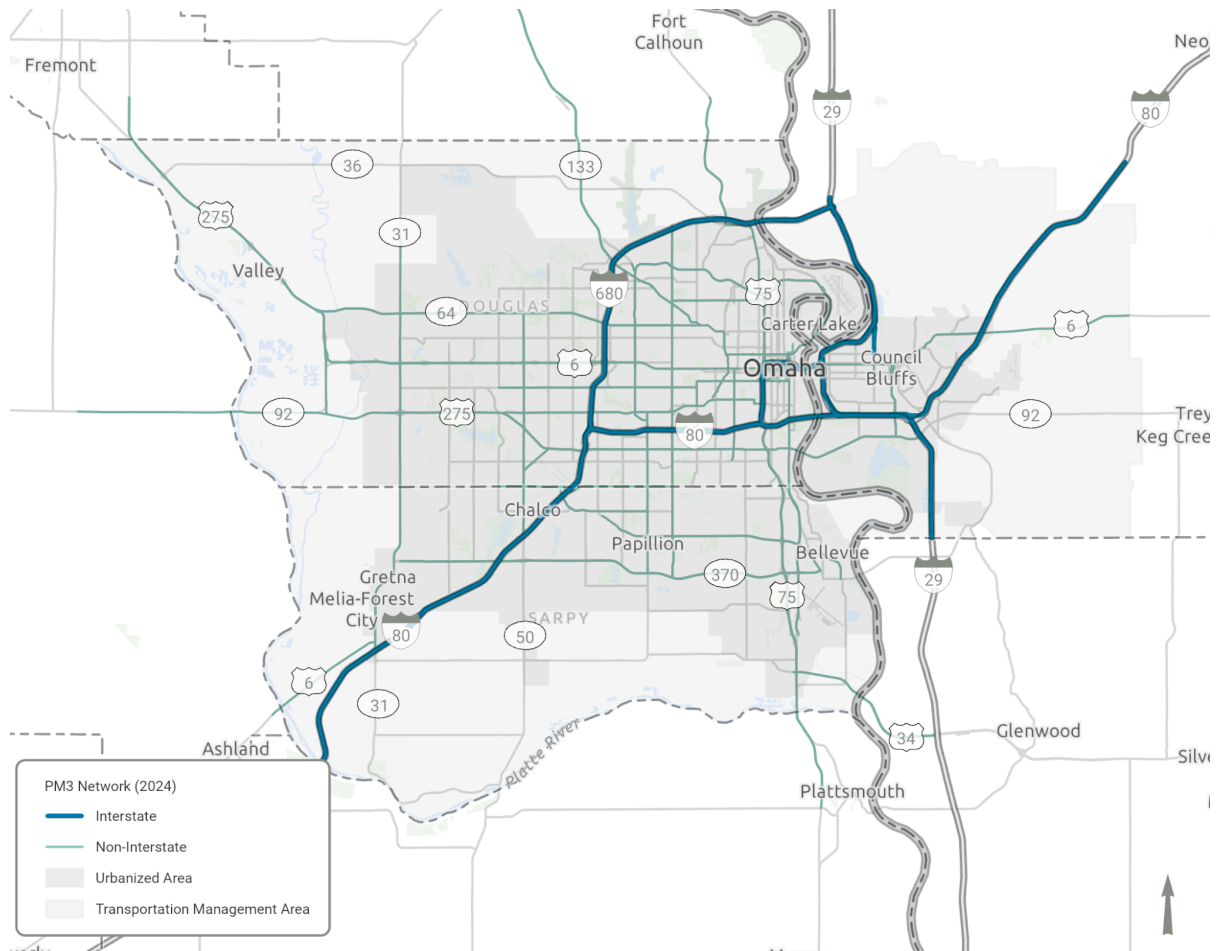 Fort
Calhoun
Neo
Fremont
29
80
36
133
275
31
Valley
680
75
64
DOUGLAS
Carter Lake
6
6
Council
Bluffs
Omaha
92
275
80
92
Trey
Keg Cree
Chalco
Papillion
Bellevue
370
29
Gretna
Melia-Forest
City
75
80
50
SARPY
6
31
34
Glenwood
Ashland
Platte River
Silve
Plattsmouth
PM3 Network (2024)
Interstate
Non-Interstate
Urbanized Area
Transportation Management Area